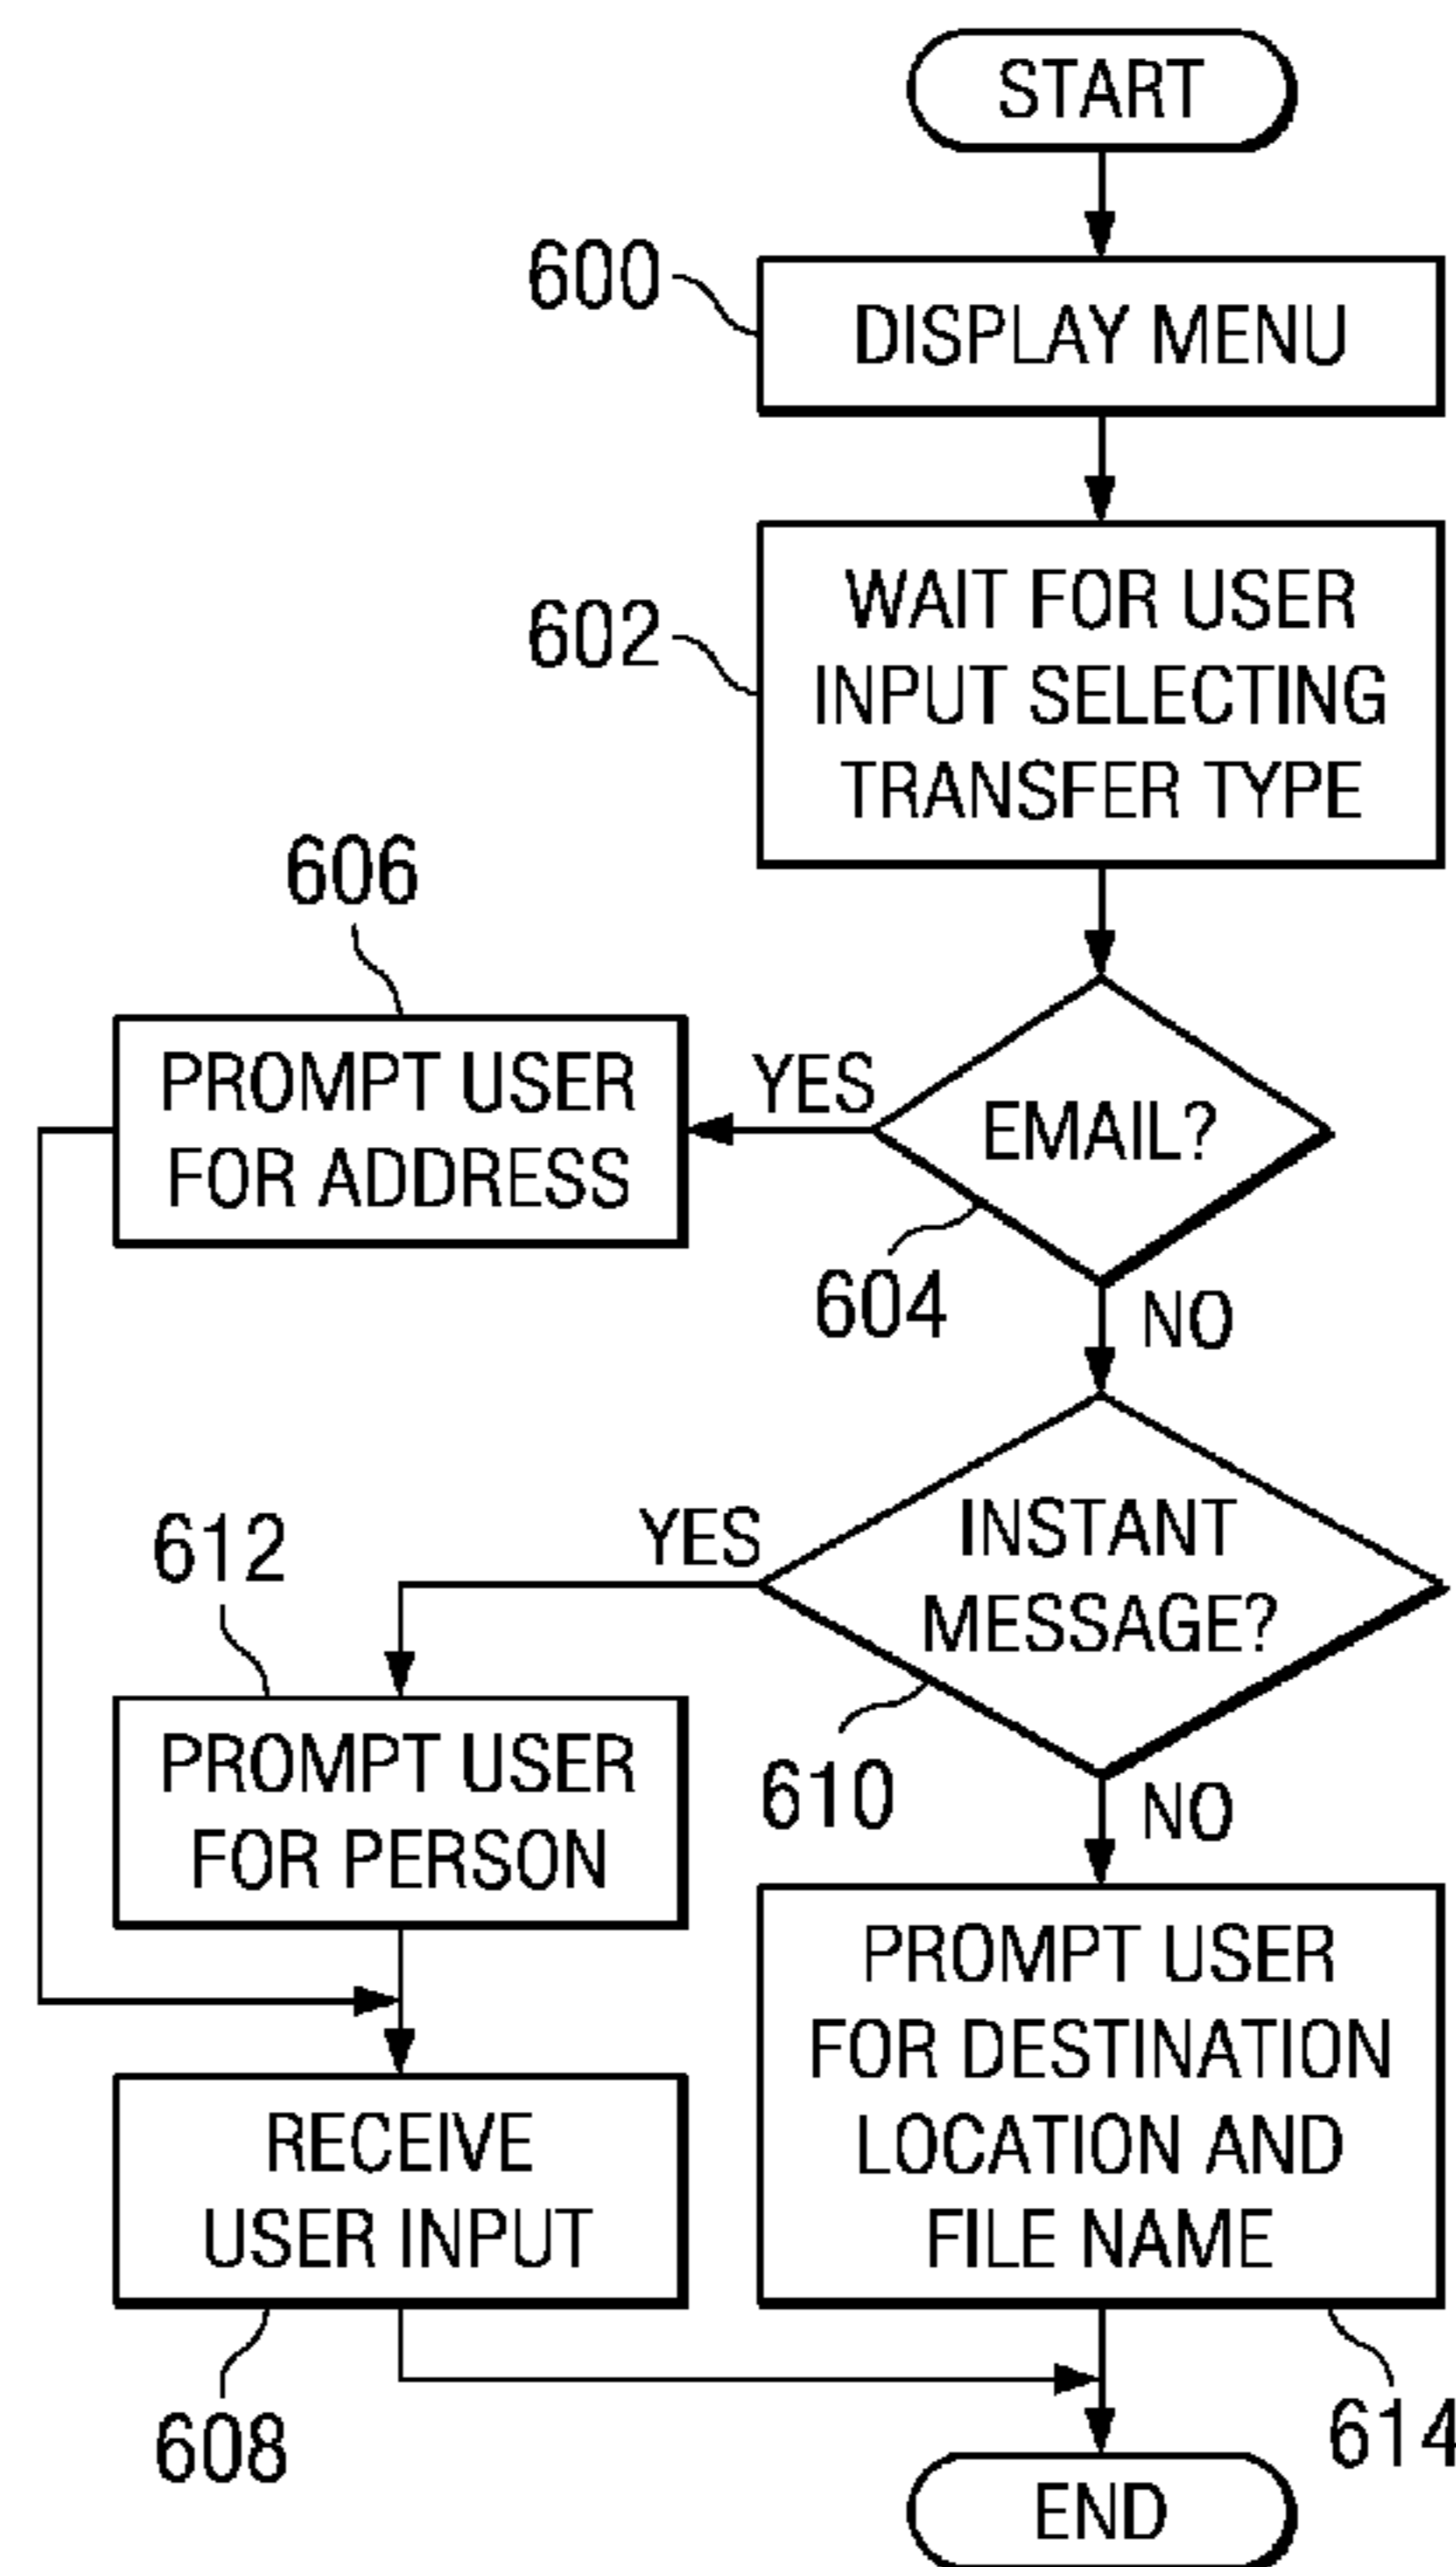 START
600
DISPLAY MENU
602
WAIT FOR USER
INPUT SELECTING
TRANSFER TYPE
606
PROMPT USER
FOR ADDRESS
YES
EMAIL?
604
NO
612
YES
INSTANT
MESSAGE?
610
NO
PROMPT USER
FOR PERSON
PROMPT USER
FOR DESTINATION
LOCATION AND
FILE NAME
RECEIVE
USER INPUT
608
614
END